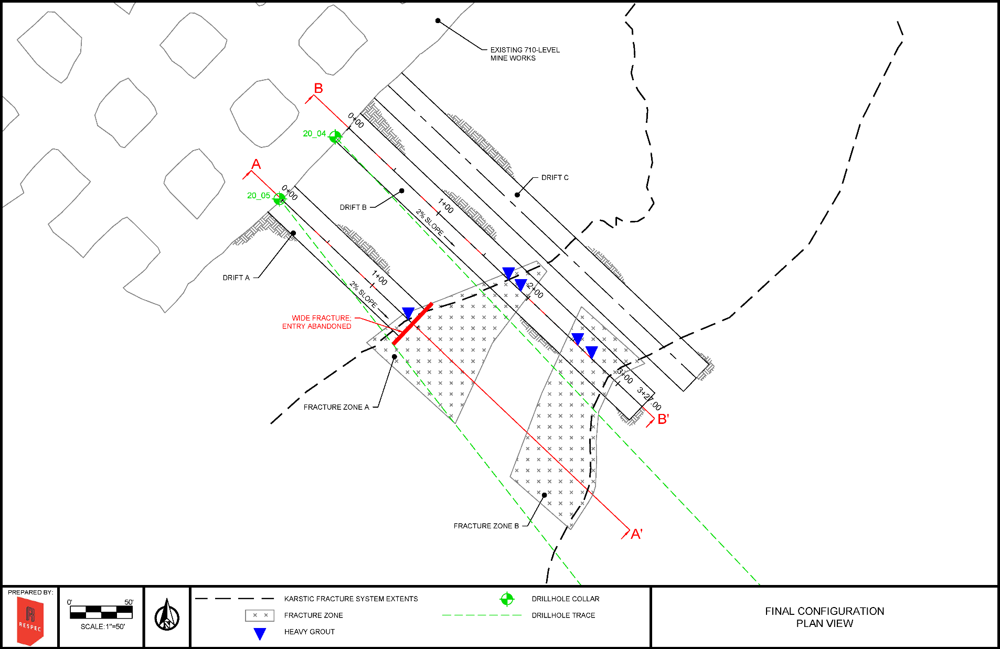 EXISTING 710-LEVEL
MINE WORKS
B
0+00
20_04
A
0+00
20_05
DRIFT C
DRIFT B
1+00
2% SLOPE
DRIFT A
1+00
2% SLOPE
2+00
WIDE FRACTURE;
ENTRY ABANDONED
3+00
3+27.00
FRACTURE ZONE A
B'
FRACTURE ZONE B
A'
PREPARED BY:
RESPEC
0'
50'
SCALE: 1"=50'
N
KARSTIC FRACTURE SYSTEM EXTENTS
FRACTURE ZONE
HEAVY GROUT
DRILLHOLE COLLAR
DRILLHOLE TRACE
FINAL CONFIGURATION
PLAN VIEW